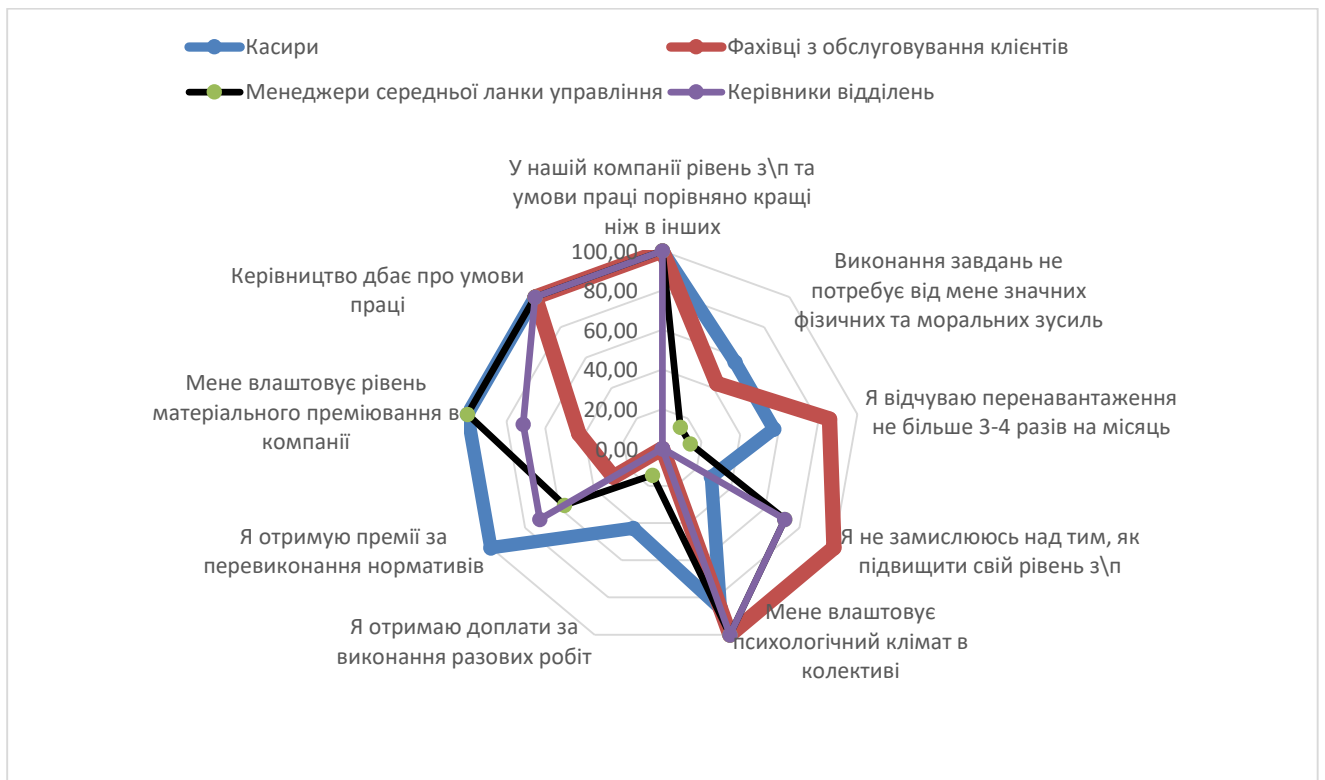 Касири
Фахівці з обслуговування клієнтів
Менеджери середньої ланки управління
Керівники відділень
У нашій компанії рівень з\п та
умови праці порівняно кращі
ніж в інших
Виконання завдань не
потребує від мене значних
фізичних та моральних зусиль
Я відчуваю перенавантаження
не більше 3-4 разів на місяць
Я не замислююсь над тим, як
підвищити свій рівень з\п
Мене влаштовує
психологічний клімат в
колективі
Я отримаю доплати за
виконання разових робіт
Я отримую премії за
перевиконання нормативів
Мене влаштовує рівень
матеріального преміювання в
компанії
Керівництво дбає про умови
праці
100,00
80,00
60,00
40,00
20,00
0,00